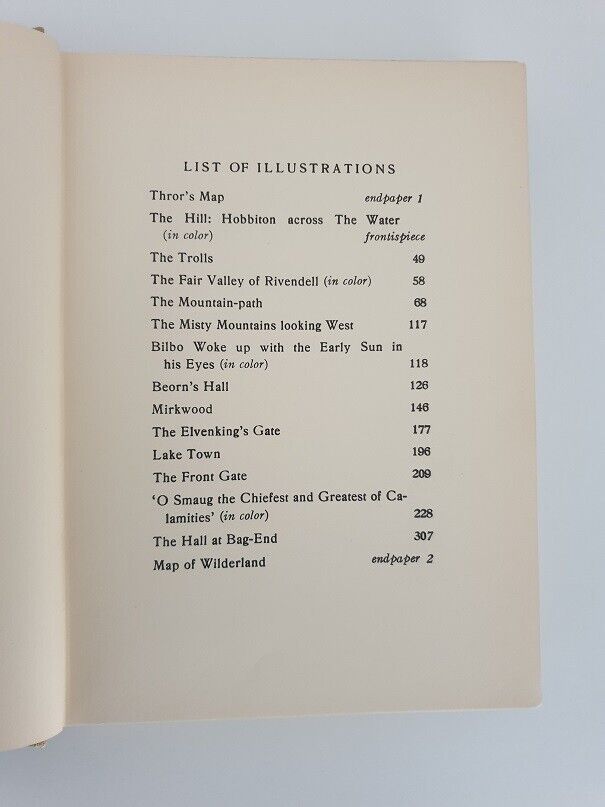 LIST OF ILLUSTRATIONS
Thror's Map endpaper 1
The Hill: Hobbiton across The Water
(in color) frontispiece
The Trolls 49
The Fair Valley of Rivendell (in color) 58
The Mountain-path 68
The Misty Mountains looking West 117
Bilbo Woke up with the Early Sun in
his Eyes (in color) 118
Beorn's Hall 126
Mirkwood 146
The Elvenking's Gate 177
Lake Town 196
The Front Gate 209
'O Smaug the Chiefest and Greatest of Ca-
lamities' (in color) 228
The Hall at Bag-End 307
Map of Wilderland endpaper 2